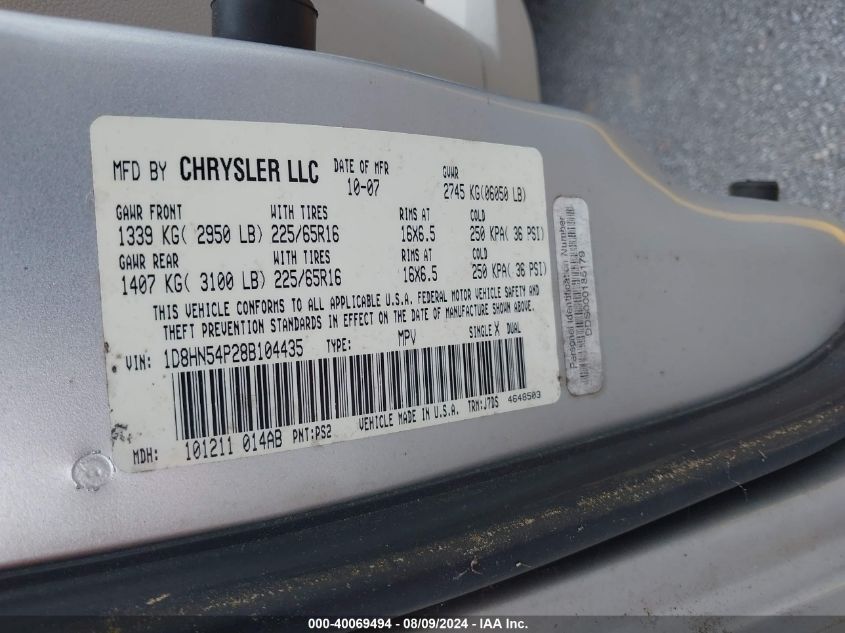 MFD BY CHRYSLER LLC DATE OF MFR 10-07 GVWR 2745 KG(06050 LB)
GAWR FRONT WITH TIRES RIMS AT COLD
1339 KG( 2950 LB) 225/65R16 16X6.5 250 KPA( 36 PSI)
GAWR REAR WITH TIRES RIMS AT COLD
1407 KG( 3100 LB) 225/65R16 16X6.5 250 KPA( 36 PSI)
THIS VEHICLE CONFORMS TO ALL APPLICABLE U.S.A. FEDERAL MOTOR VEHICLE SAFETY AND
THEFT PREVENTION STANDARDS IN EFFECT ON THE DATE OF MANUFACTURE SHOWN ABOVE.
VIN: 1D8HN54P28B104435 TYPE: MPV SINGLE X DUAL
MDH: 101211 014AB PNT:PS2 VEHICLE MADE IN U.S.A. TRN:J7DS 4648503
Personal Identification Number
000-40069494 - 08/09/2024 - IAA Inc.